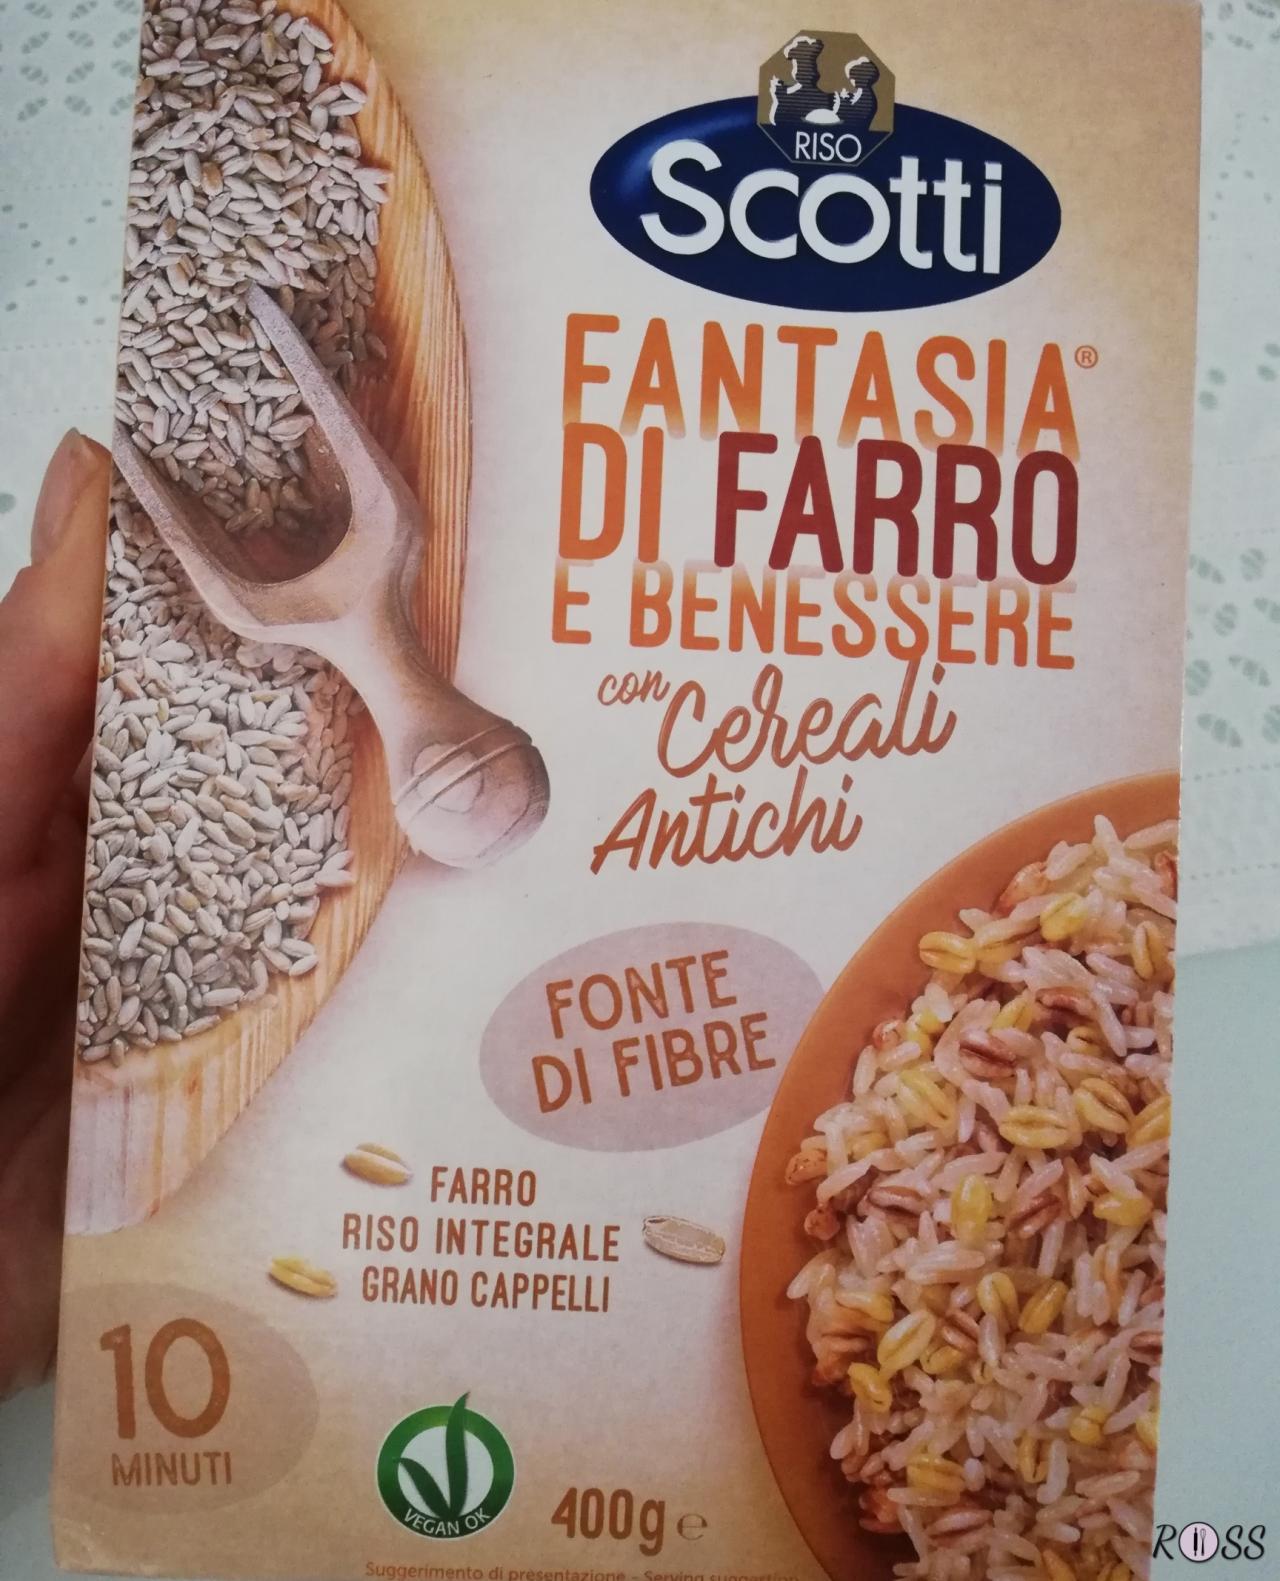 RISO
Scotti
FANTASIA®
DI FARRO
E BENESSERE
con Cereali
Antichi
FONTE
DI FIBRE
FARRO
RISO INTEGRALE
GRANO CAPPELLI
10
MINUTI
VEGAN OK
400g e
Suggerimento di presentazione - Serving suggestion
ROSS